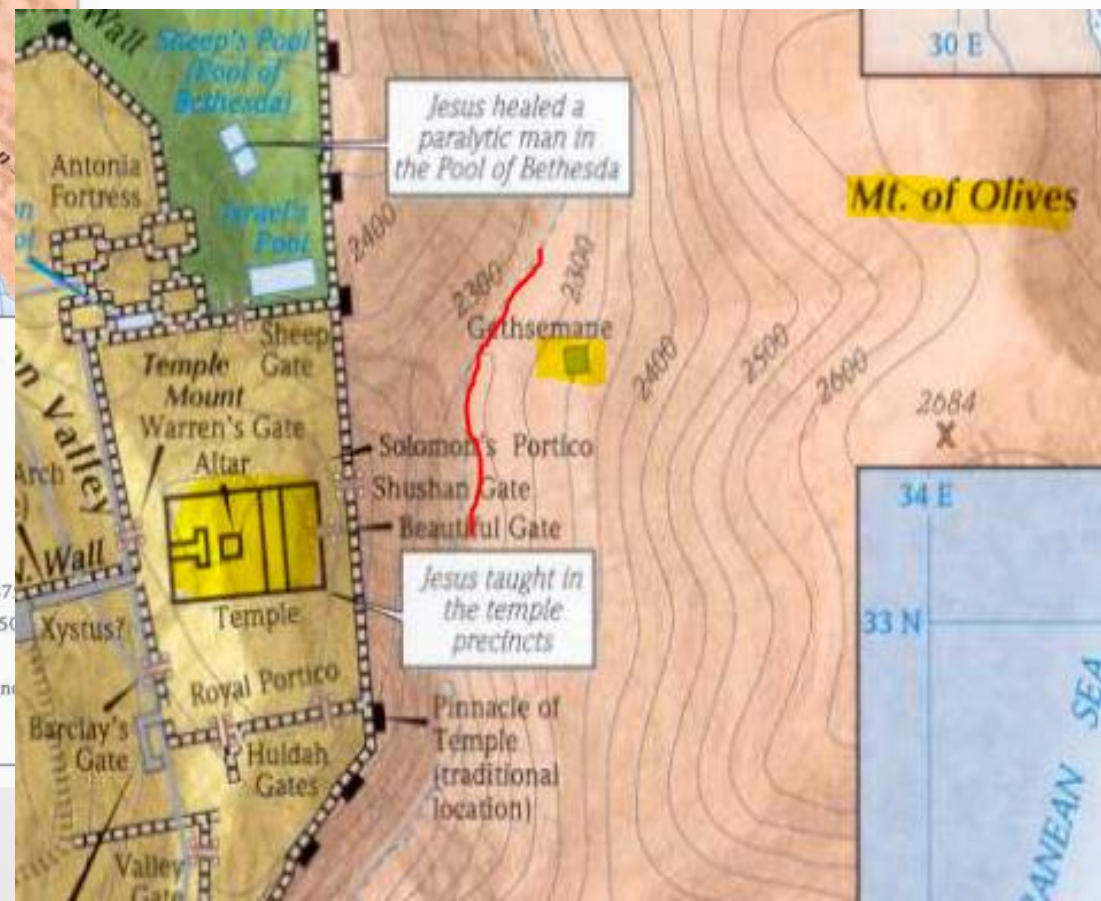 Wall
Sheep's Pool
(Pool of
Bethesda)
30 E
Jesus healed a
paralytic man in
the Pool of Bethesda
Antonia
Fortress
Mt. of Olives
Israel's
Pool
2400
2300
2300
Gethsemane
Sheep
Gate
Temple
Mount
2400
2500
2600
2684
X
Warren's Gate
Altar
Valley
Arch
Solomon's Portico
Shushan Gate
Beautiful Gate
34 E
Wall
Jesus taught in
the temple
precincts
Xystus?
Temple
33 N
Royal Portico
Barclay's
Gate
Huldah
Gates
Pinnacle of
Temple
(traditional
location)
SEA
RANEAN
Valley
Gate